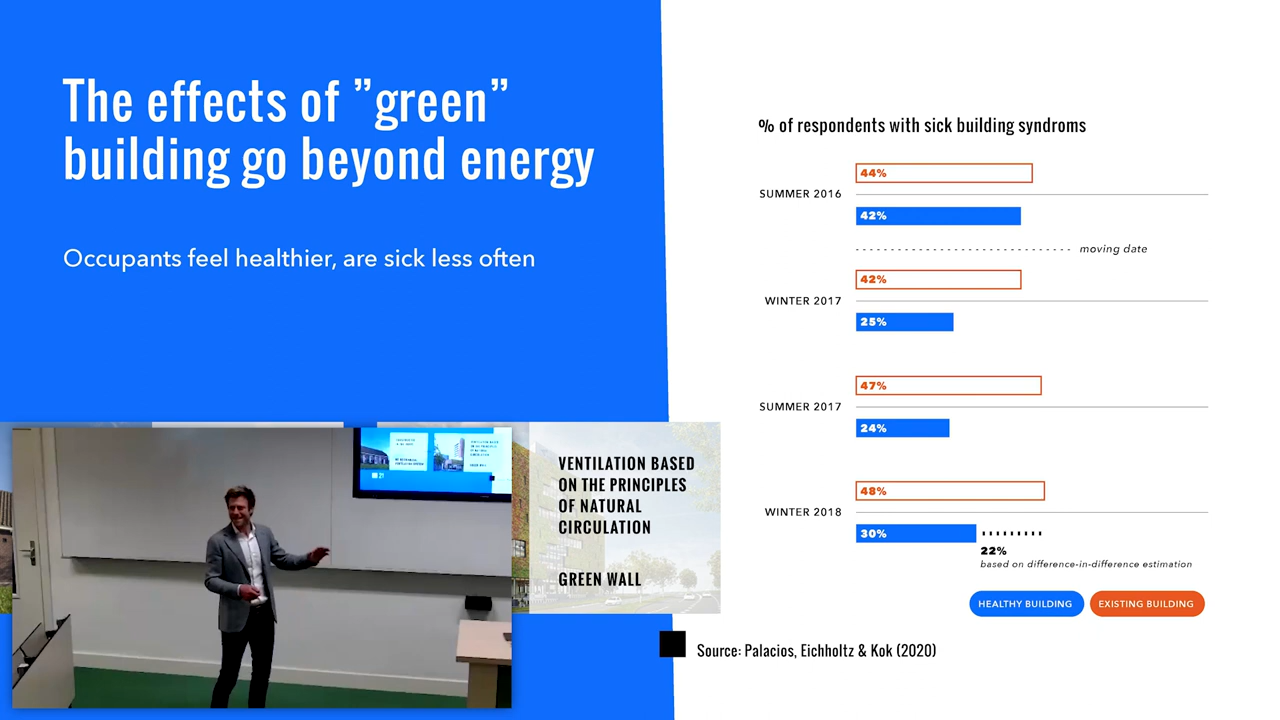 The effects of ”green”
building go beyond energy
Occupants feel healthier, are sick less often
VENTILATION BASED
ON THE PRINCIPLES
OF NATURAL
CIRCULATION
GREEN WALL
% of respondents with sick building syndroms
SUMMER 2016
44%
42%
moving date
WINTER 2017
42%
25%
SUMMER 2017
47%
24%
WINTER 2018
48%
30%
22%
based on difference-in-difference estimation
HEALTHY BUILDING
EXISTING BUILDING
Source: Palacios, Eichholtz & Kok (2020)